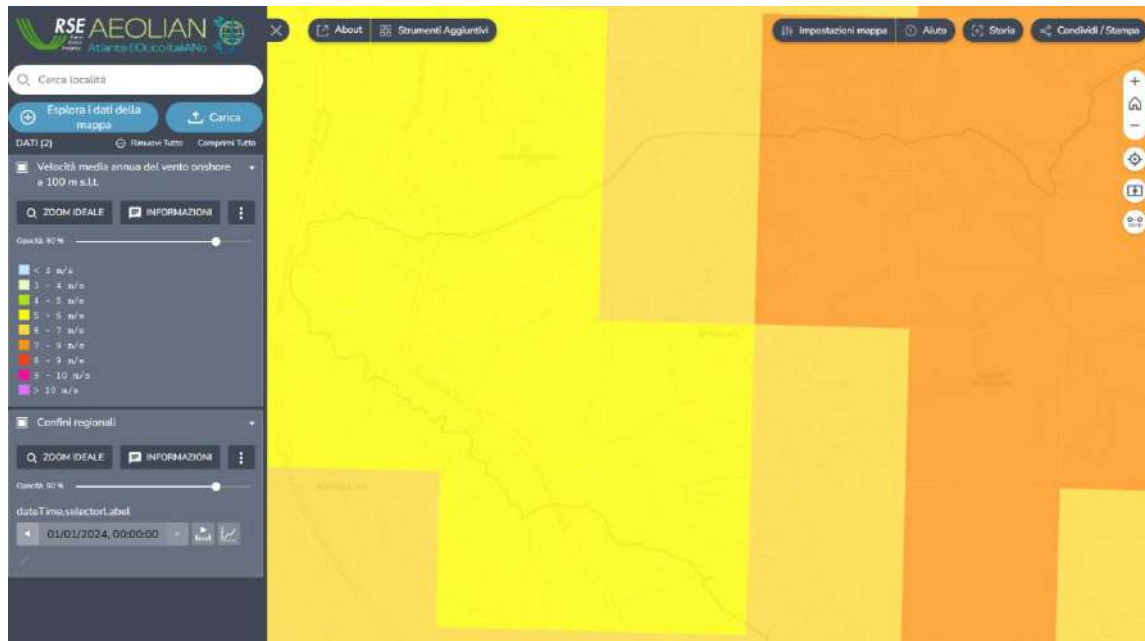 RSE AEOLIAN
Atlante EOlico ItaliANo
About
Strumenti Aggiuntivi
Impostazioni mappa
Aiuto
Storia
Condividi / Stampa
Cerca località
Esplora i dati della
mappa
Carica
DATI (2)
Rimuovi Tutto
Comprimi Tutto
Velocità media annua del vento onshore
a 100 m s.l.t.
ZOOM IDEALE
INFORMAZIONI
Opacità: 80 %
< 3 m/s
3 - 4 m/s
4 - 5 m/s
5 - 6 m/s
6 - 7 m/s
7 - 8 m/s
8 - 9 m/s
9 - 10 m/s
> 10 m/s
Confini regionali
ZOOM IDEALE
INFORMAZIONI
Opacità: 80 %
dateTime.selectorLabel
01/01/2024, 00:00:00